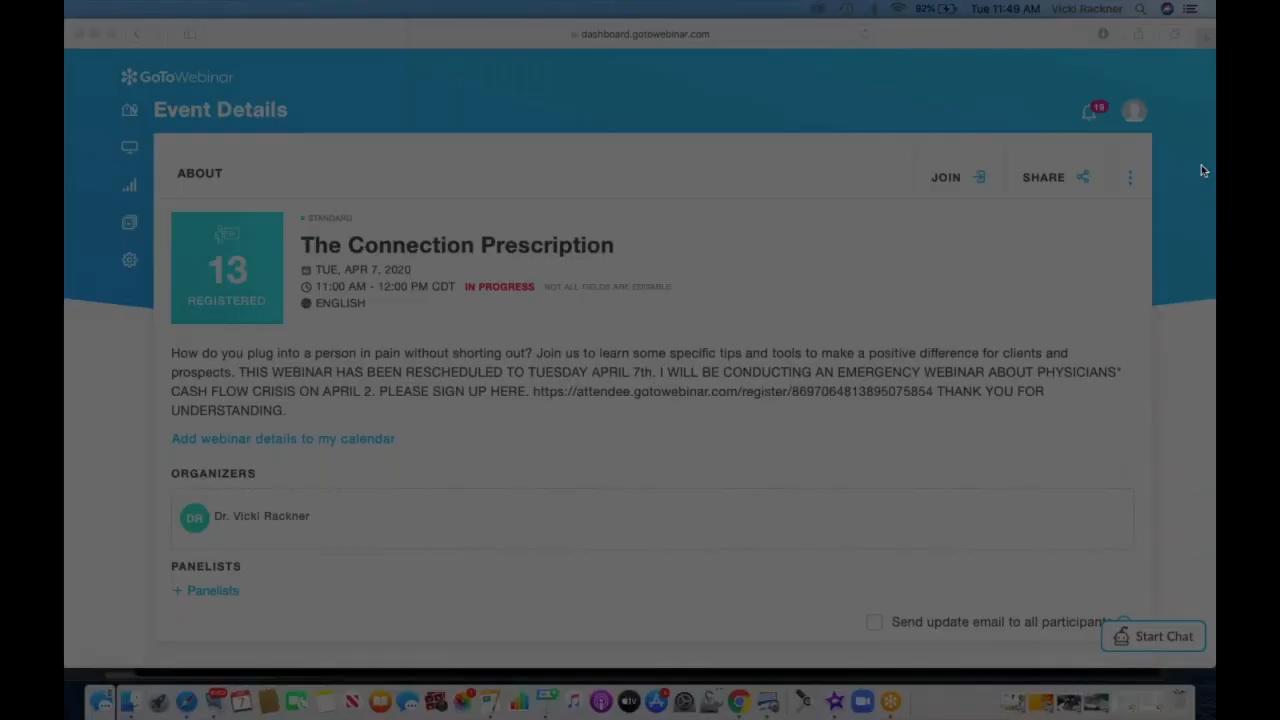 92% Tue 11:49 AM Vicki Rackner
dashboard.gotowebinar.com
GoToWebinar
Event Details
19
ABOUT
JOIN
SHARE
STANDARD
The Connection Prescription
13
REGISTERED
TUE, APR 7, 2020
11:00 AM - 12:00 PM CDT IN PROGRESS NOT ALL FIELDS ARE EDITABLE
ENGLISH
How do you plug into a person in pain without shorting out? Join us to learn some specific tips and tools to make a positive difference for clients and
prospects. THIS WEBINAR HAS BEEN RESCHEDULED TO TUESDAY APRIL 7th. I WILL BE CONDUCTING AN EMERGENCY WEBINAR ABOUT PHYSICIANS"
CASH FLOW CRISIS ON APRIL 2. PLEASE SIGN UP HERE. https://attendee.gotowebinar.com/register/8697064813895075854 THANK YOU FOR
UNDERSTANDING.
Add webinar details to my calendar
ORGANIZERS
DR Dr. Vicki Rackner
PANELISTS
+ Panelists
Send update email to all participants
Start Chat